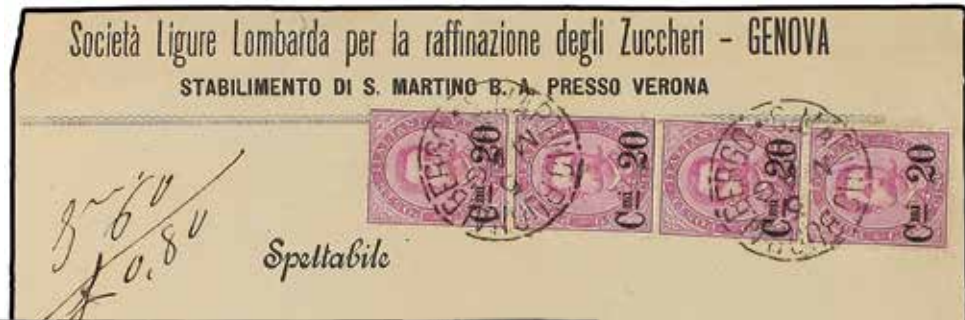 Società Ligure Lombarda per la raffinazione degli Zuccheri – GENOVA
STABILIMENTO DI S. MARTINO B. A. PRESSO VERONA
Cmi 20
Cmi 20
Cmi 20
Cmi 20
60
0.80
Spettabile